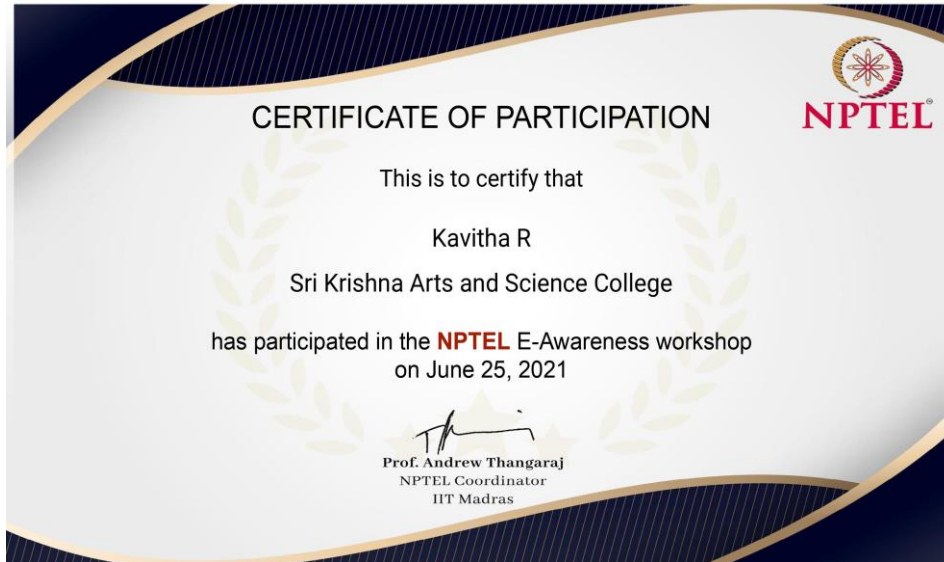 CERTIFICATE OF PARTICIPATION
NPTEL
This is to certify that
Kavitha R
Sri Krishna Arts and Science College
has participated in the NPTEL E-Awareness workshop
on June 25, 2021
Prof. Andrew Thangaraj
NPTEL Coordinator
IIT Madras